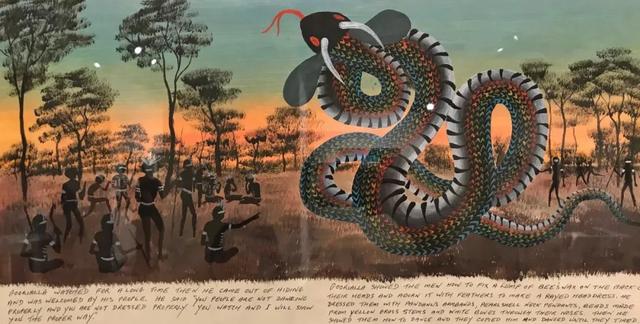 GOORIALLA WATCHED FOR A LONG TIME THEN HE CAME OUT OF HIDING
AND WAS WELCOMED BY HIS PEOPLE. HE SAID "YOU PEOPLE ARE NOT DANCING
PROPERLY AND YOU ARE NOT DRESSED PROPERLY" "YOU WATCH AND I WILL SHOW
YOU THE PROPER WAY."
GOORIALLA SHOWED THE MEN HOW TO FIX A LUMP OF BEESWAX ON THE
THEIR HEADS AND ADORN IT WITH FEATHERS TO MAKE A RAYED HEADDRESS. HE
DRESSED THEM WITH PANDANUS ARMBANDS, PEARLSHELL NECK PENDANTS, BEADS MADE
FROM YELLOW GRASS STEMS AND WHITE BONES THROUGH THEIR NOSES. THEN HE
SHOWED THEM HOW TO DANCE AND THEY COPIED HIM AND DANCED UNTIL THEY TIRED.